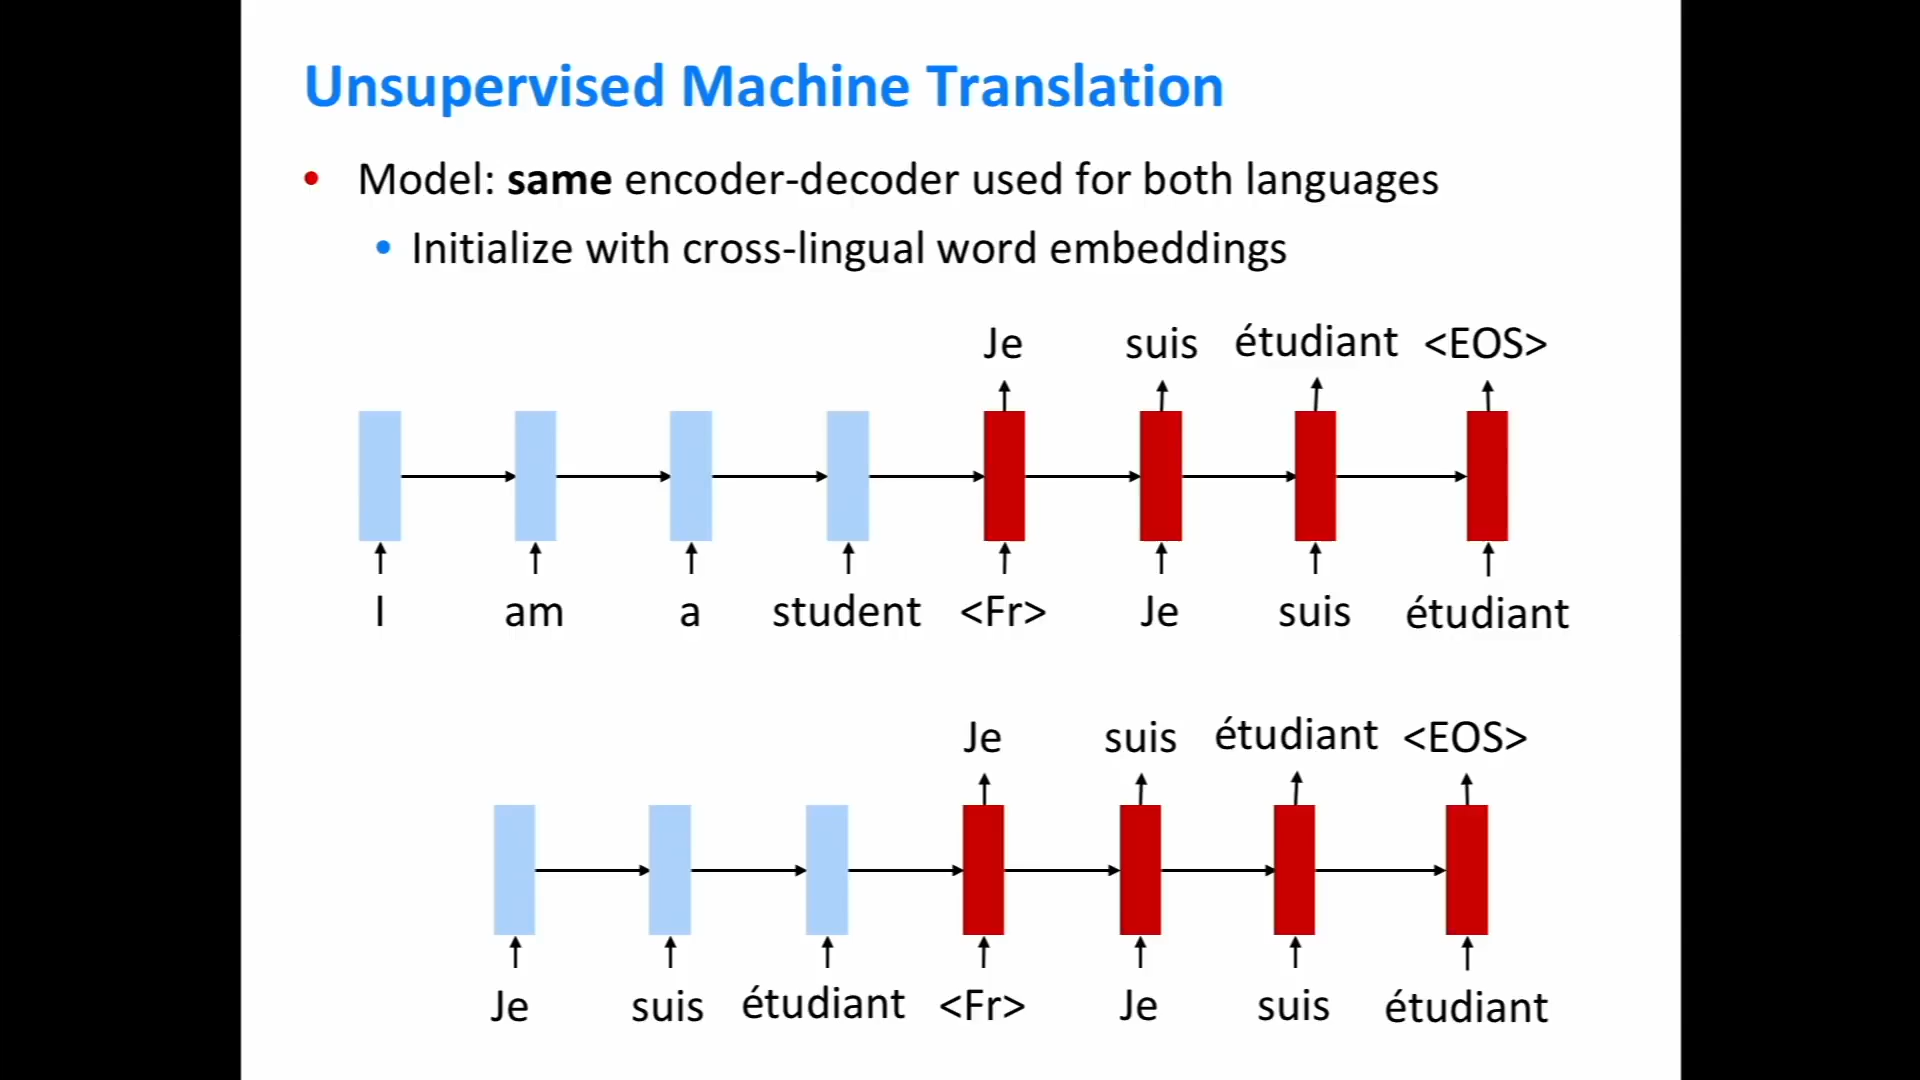 Unsupervised Machine Translation
• Model: same encoder-decoder used for both languages
• Initialize with cross-lingual word embeddings
Je suis étudiant <EOS>
I am a student <Fr> Je suis étudiant
Je suis étudiant <EOS>
Je suis étudiant <Fr> Je suis étudiant